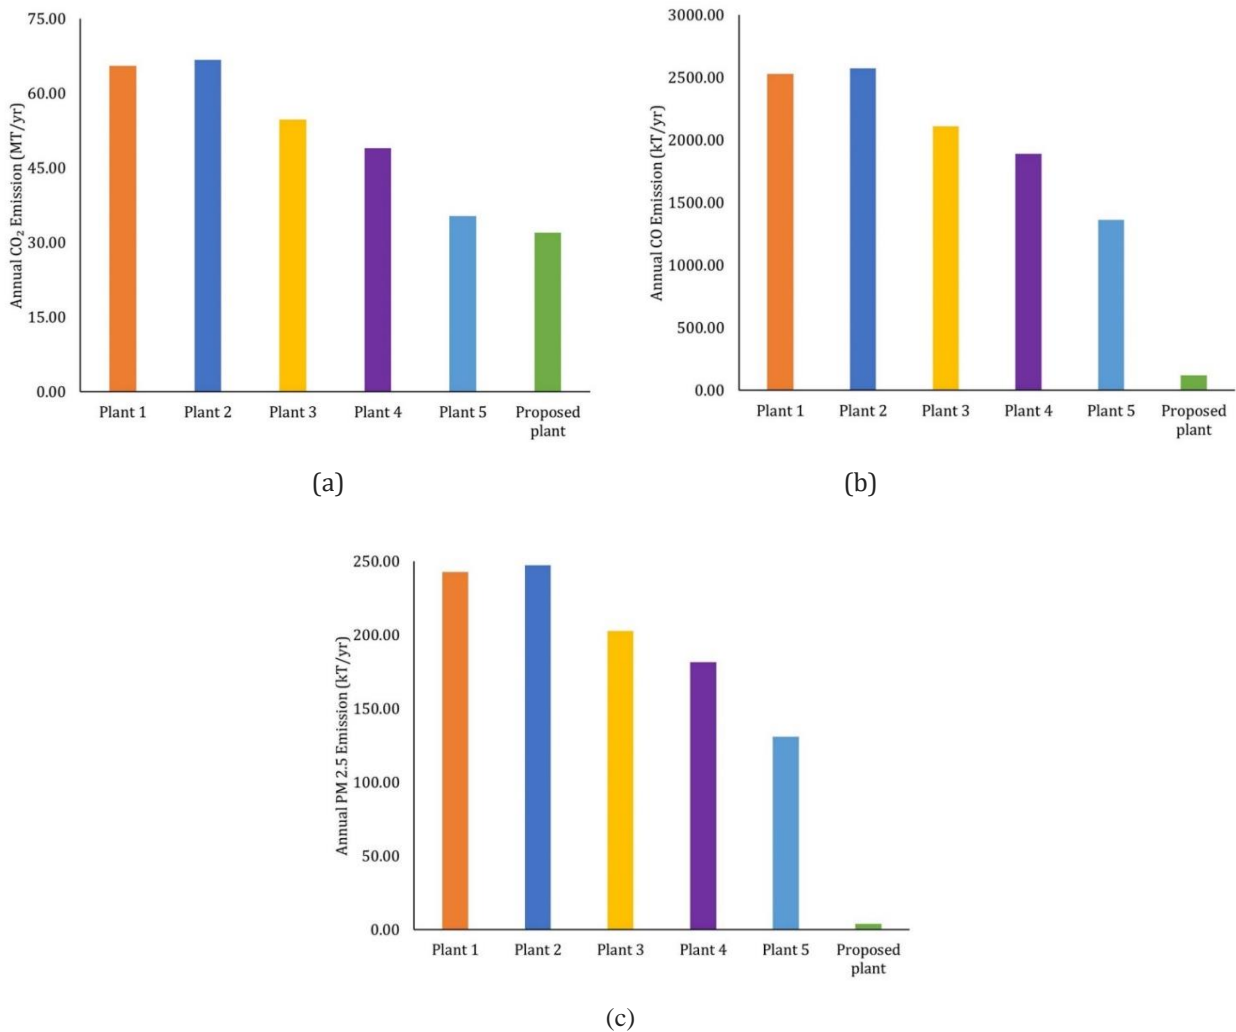 75.00
60.00
45.00
30.00
15.00
0.00
Annual CO₂ Emission (MT/yr)
Plant 1 Plant 2 Plant 3 Plant 4 Plant 5 Proposed
plant
(a)
3000.00
2500.00
2000.00
1500.00
1000.00
500.00
0.00
Annual CO Emission (kT/yr)
Plant 1 Plant 2 Plant 3 Plant 4 Plant 5 Proposed
plant
(b)
250.00
200.00
150.00
100.00
50.00
0.00
Annual PM 2.5 Emission (kT/yr)
Plant 1 Plant 2 Plant 3 Plant 4 Plant 5 Proposed
plant
(c)